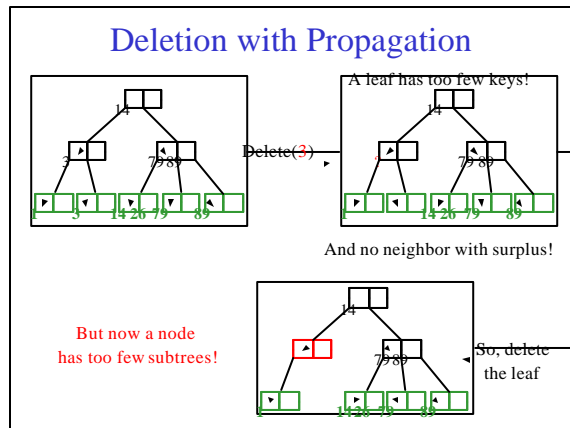 Deletion with Propagation
A leaf has too few keys!
14
14
Delete(3)
3
79 89
?
79 89
1
3
14 26
79
89
1
14 26
79
89
And no neighbor with surplus!
14
But now a node
has too few subtrees!
79 89
So, delete
the leaf
1
14 26
79
89